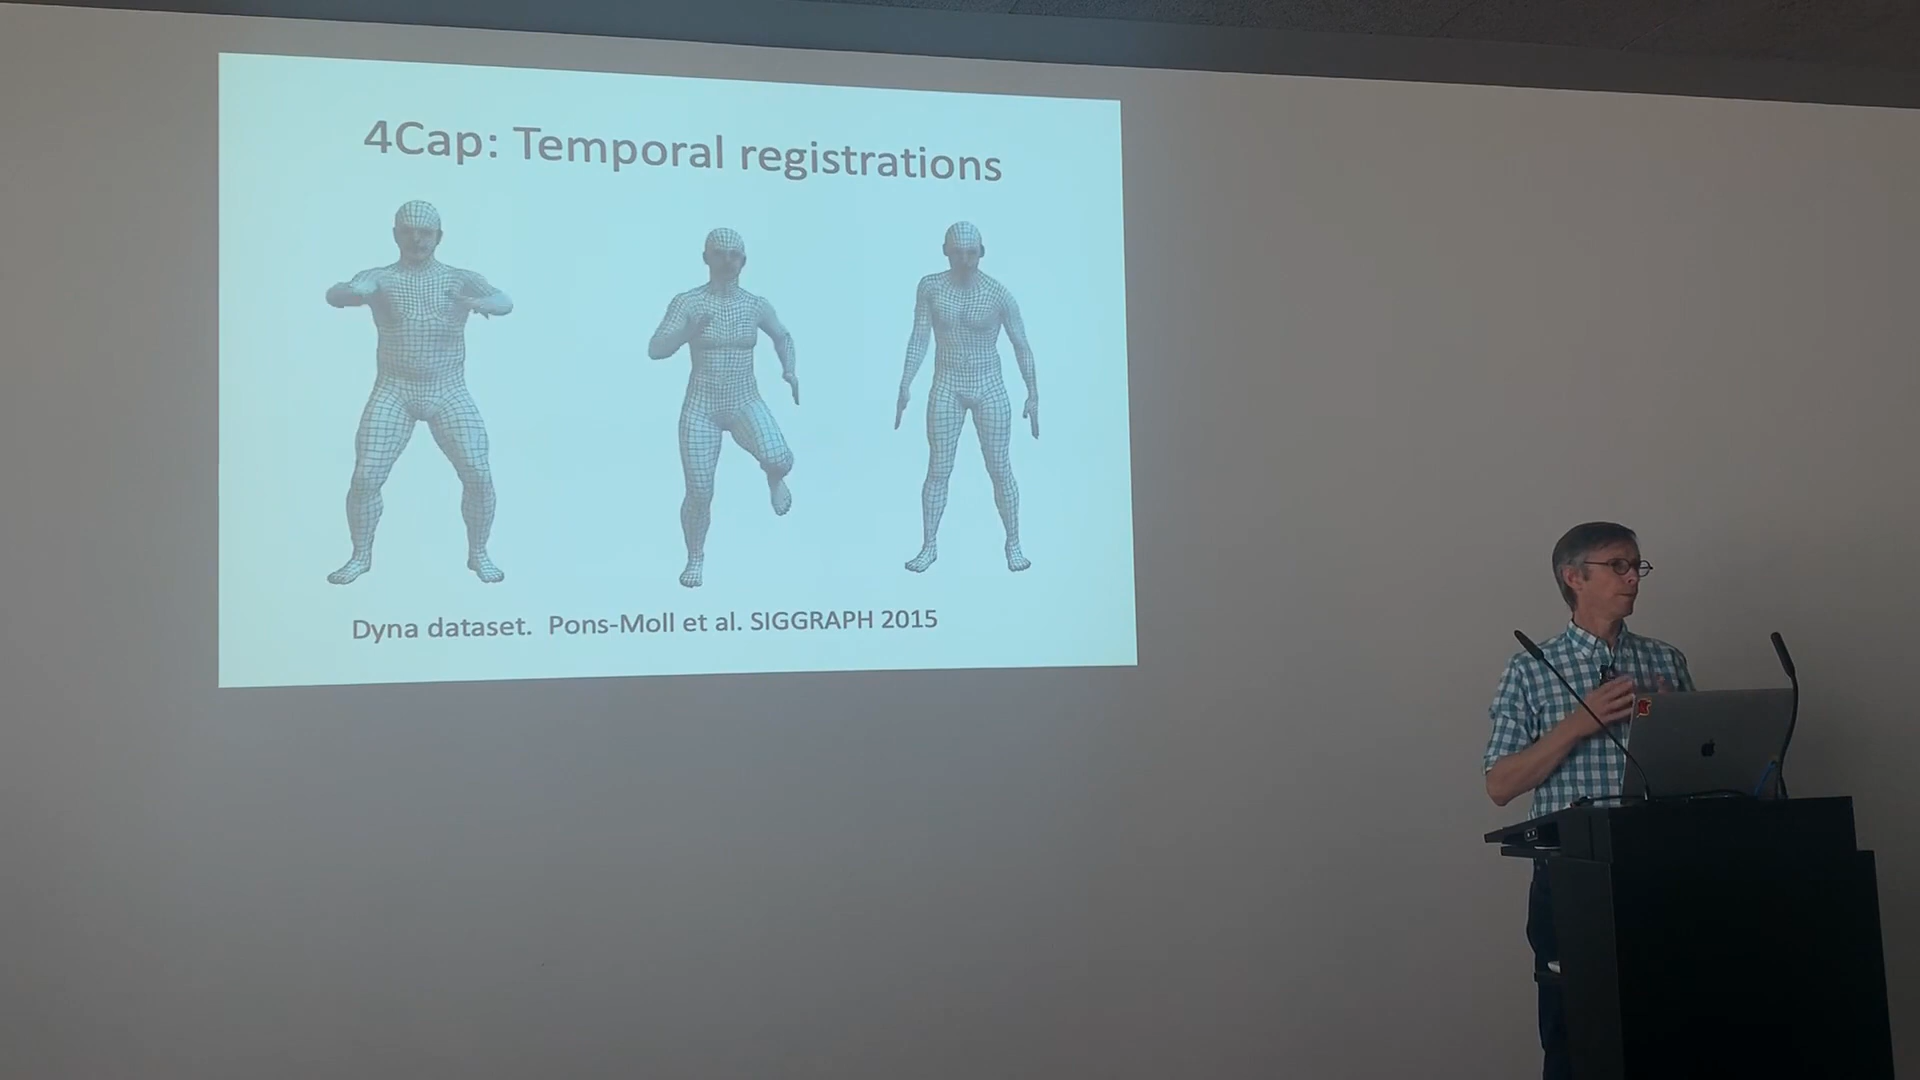 4Cap: Temporal registrations
Dyna dataset. Pons-Moll et al. SIGGRAPH 2015